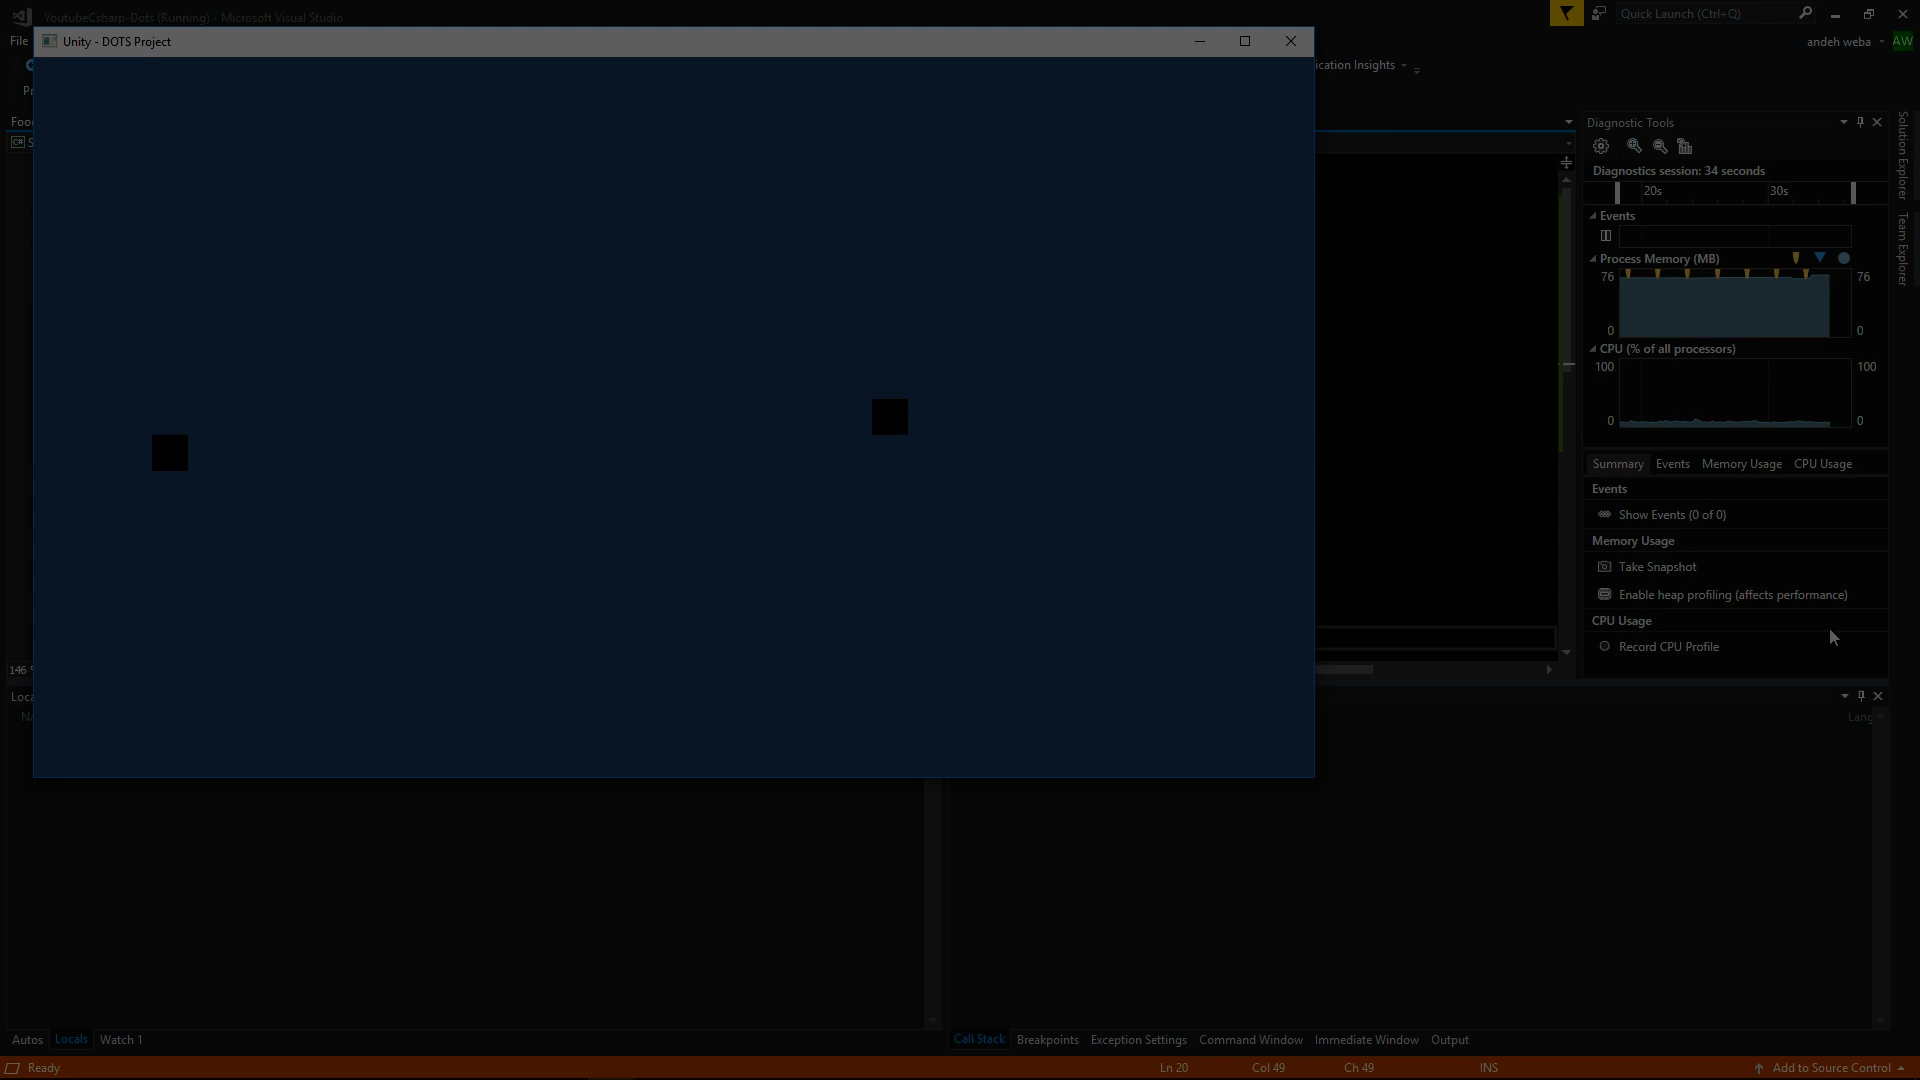 YoutubeCsharp-Dots (Running) - Microsoft Visual Studio
Quick Launch (Ctrl+Q)
File
Unity - DOTS Project
andeh weba
AW
ication Insights
Diagnostic Tools
Diagnostics session: 34 seconds
20s 30s
Events
Process Memory (MB)
76 76
0 0
CPU (% of all processors)
100 100
0 0
Summary Events Memory Usage CPU Usage
Events
Show Events (0 of 0)
Memory Usage
Take Snapshot
Enable heap profiling (affects performance)
CPU Usage
Record CPU Profile
Solution Explorer
Team Explorer
C#
146
Lang
Autos Locals Watch 1
Call Stack Breakpoints Exception Settings Command Window Immediate Window Output
Ready Ln 20 Col 49 Ch 49 INS Add to Source Control